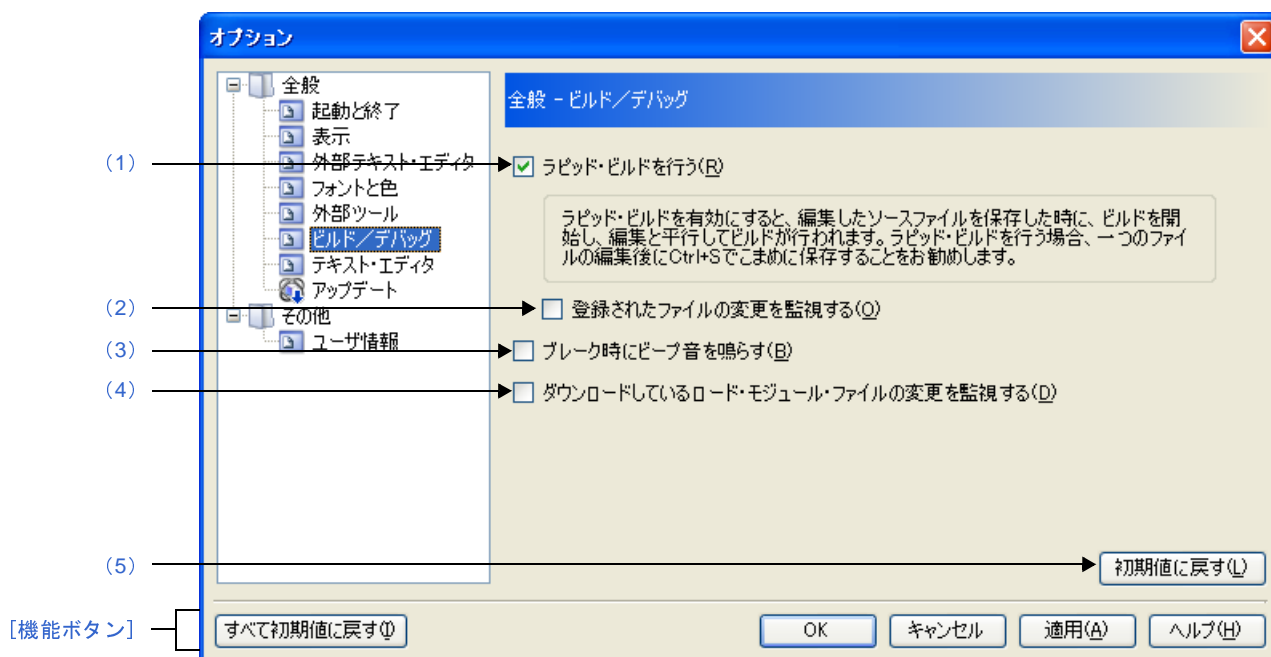 オプション
全般
起動と終了
表示
外部テキスト・エディタ
フォントと色
外部ツール
ビルド／デバッグ
テキスト・エディタ
アップデート
その他
ユーザ情報
全般 - ビルド／デバッグ
(1)
ラピッド・ビルドを行う(R)
ラピッド・ビルドを有効にすると、編集したソースファイルを保存した時に、ビルドを開
始し、編集と平行してビルドが行われます。ラピッド・ビルドを行う場合、一つのファイ
ルの編集後にCtrl+Sでこまめに保存することをお勧めします。
(2)
登録されたファイルの変更を監視する(O)
(3)
ブレーク時にビープ音を鳴らす(B)
(4)
ダウンロードしているロード・モジュール・ファイルの変更を監視する(D)
(5)
初期値に戻す(L)
[機能ボタン]
すべて初期値に戻す(I)
OK
キャンセル
適用(A)
ヘルプ(H)